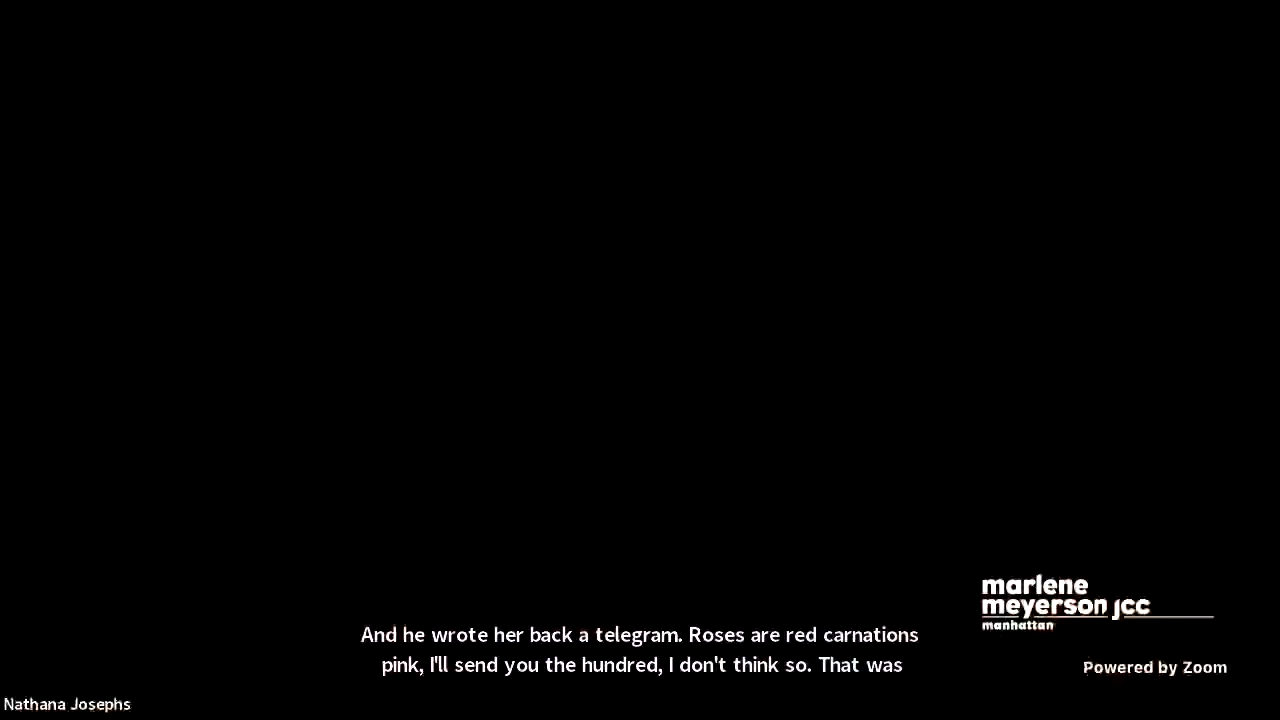 marlene
meyerson jcc
manhattan
And he wrote her back a telegram. Roses are red carnations
pink, I'll send you the hundred, I don't think so. That was
Powered by Zoom
Nathana Josephs